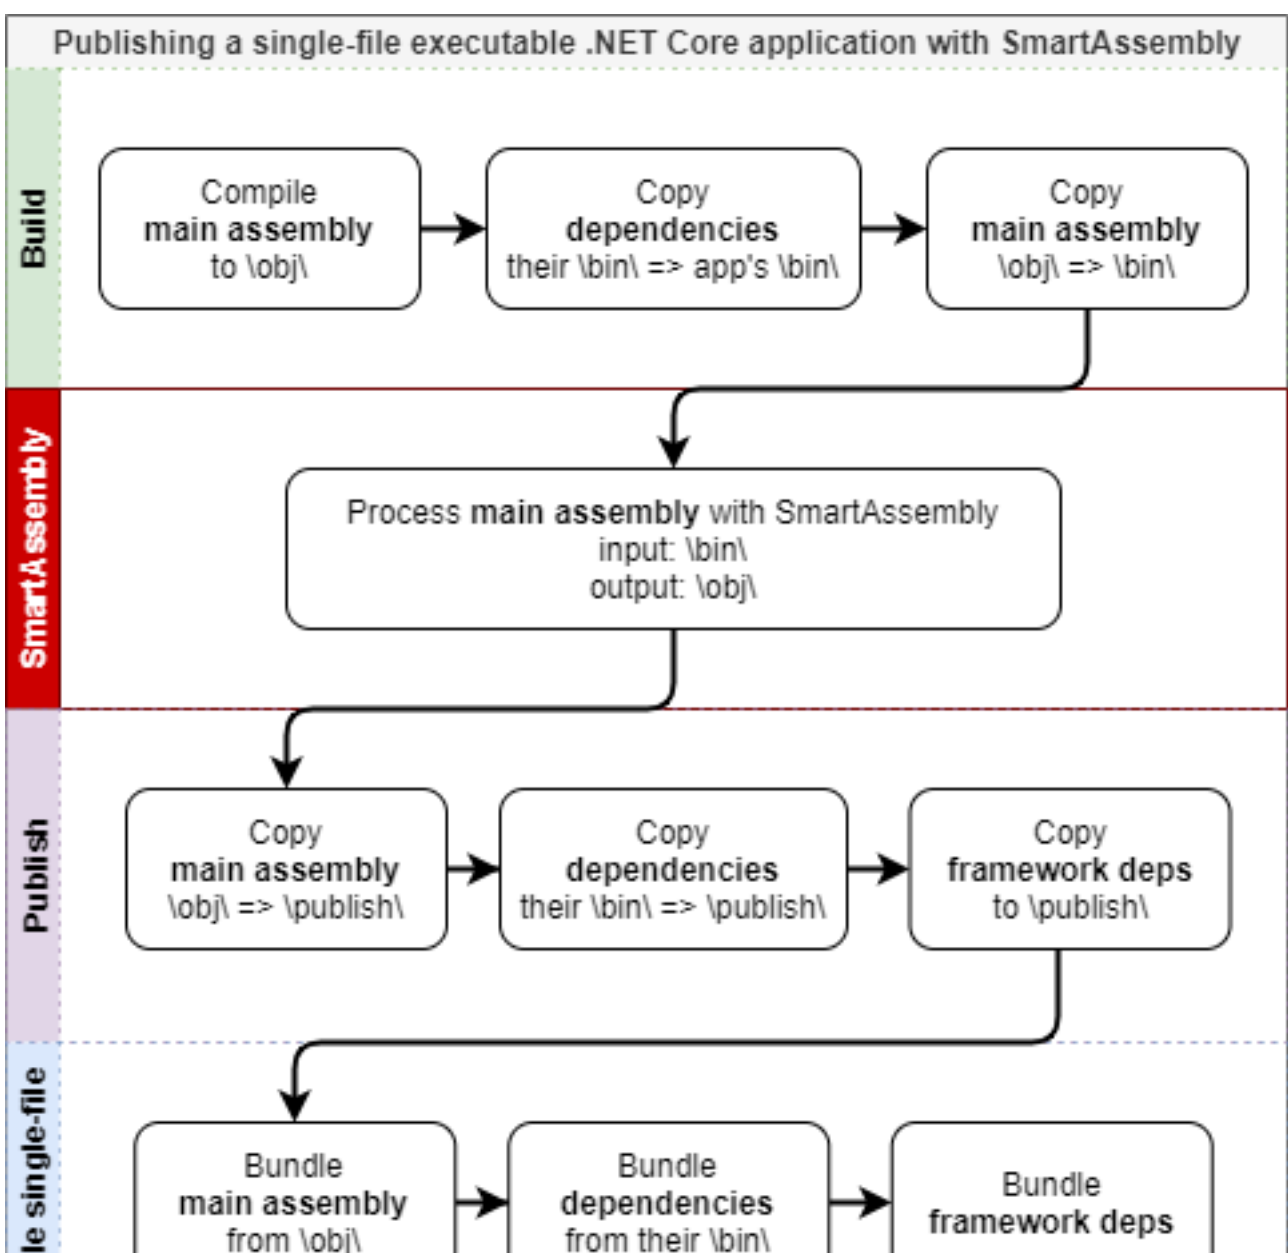 Publishing a single-file executable .NET Core application with SmartAssembly
Build
Compile
main assembly
to \obj\
Copy
dependencies
their \bin\ => app's \bin\
Copy
main assembly
\obj\ => \bin\
SmartAssembly
Process main assembly with SmartAssembly
input: \bin\
output: \obj\
Publish
Copy
main assembly
\obj\ => \publish\
Copy
dependencies
their \bin\ => \publish\
Copy
framework deps
to \publish\
single-file
Bundle
main assembly
from \obj\
Bundle
dependencies
from their \bin\
Bundle
framework deps